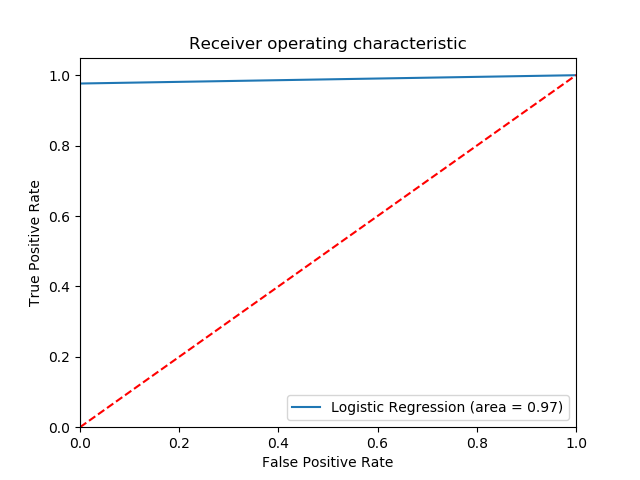 Receiver operating characteristic
True Positive Rate
1.0
0.8
0.6
0.4
0.2
0.0
Logistic Regression (area = 0.97)
0.0 0.2 0.4 0.6 0.8 1.0
False Positive Rate